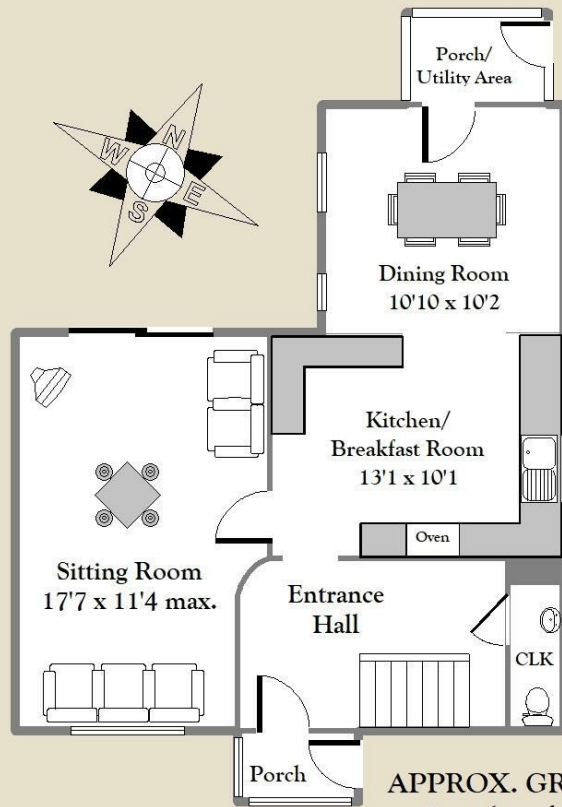 Porch/
Utility Area
N
W
E
S
Dining Room
10'10 x 10'2
Kitchen/
Breakfast Room
13'1 x 10'1
Oven
Sitting Room
17'7 x 11'4 max.
Entrance
Hall
CLK
Porch
APPROX. GR